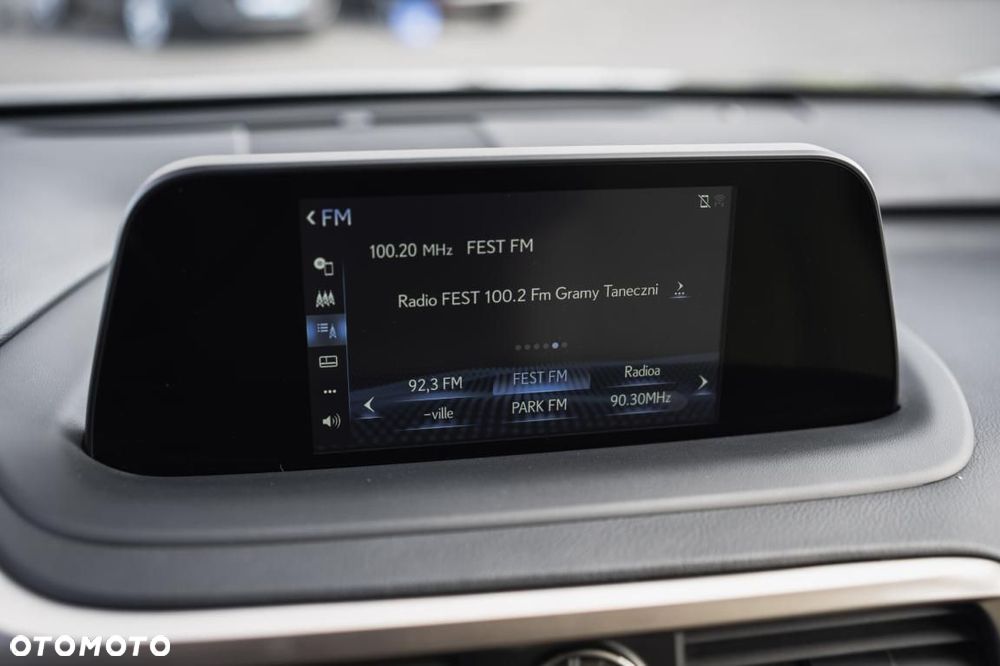 FM
100.20 MHz FEST FM
Radio FEST 100.2 Fm Gramy Taneczni
92,3 FM FEST FM Radioa
-ville PARK FM 90.30MHz
OTOMOTO